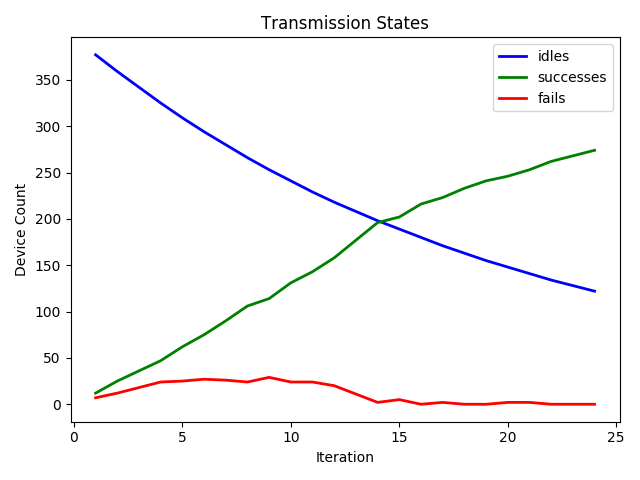 Transmission States
idles
successes
fails
Device Count
350
300
250
200
150
100
50
0
0 5 10 15 20 25
Iteration